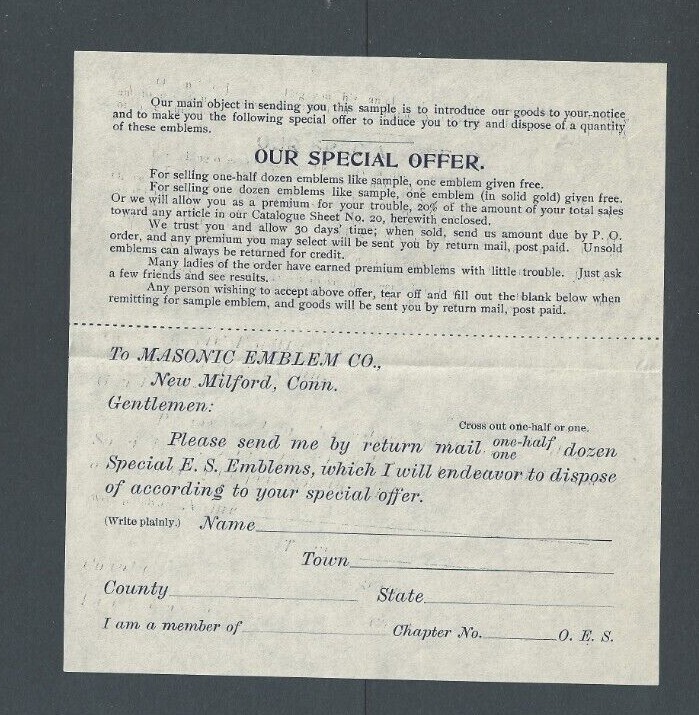 Our main object in sending you this sample is to introduce our goods to your notice
and to make you the following special offer to induce you to try and dispose of a quantity
of these emblems.
OUR SPECIAL OFFER.
For selling one-half dozen emblems like sample, one emblem given free.
For selling one dozen emblems like sample, one emblem (in solid gold) given free.
Or we will allow you as a premium for your trouble, 20% of the amount of your total sales
toward any article in our Catalogue Sheet No. 20, herewith enclosed.
We trust you and allow 30 days' time; when sold, send us amount due by P. O.
order, and any premium you may select will be sent you by return mail, post paid. Unsold
emblems can always be returned for credit.
Many ladies of the order have earned premium emblems with little trouble. Just ask
a few friends and see results.
Any person wishing to accept above offer, tear off and fill out the blank below when
remitting for sample emblem, and goods will be sent you by return mail, post paid.
To MASONIC EMBLEM CO.,
New Milford, Conn.
Gentlemen:
Cross out one-half or one.
Please send me by return mail one-half one dozen
Special E. S. Emblems, which I will endeavor to dispose
of according to your special offer.
(Write plainly.) Name
Town
County State
I am a member of Chapter No. O. E. S.